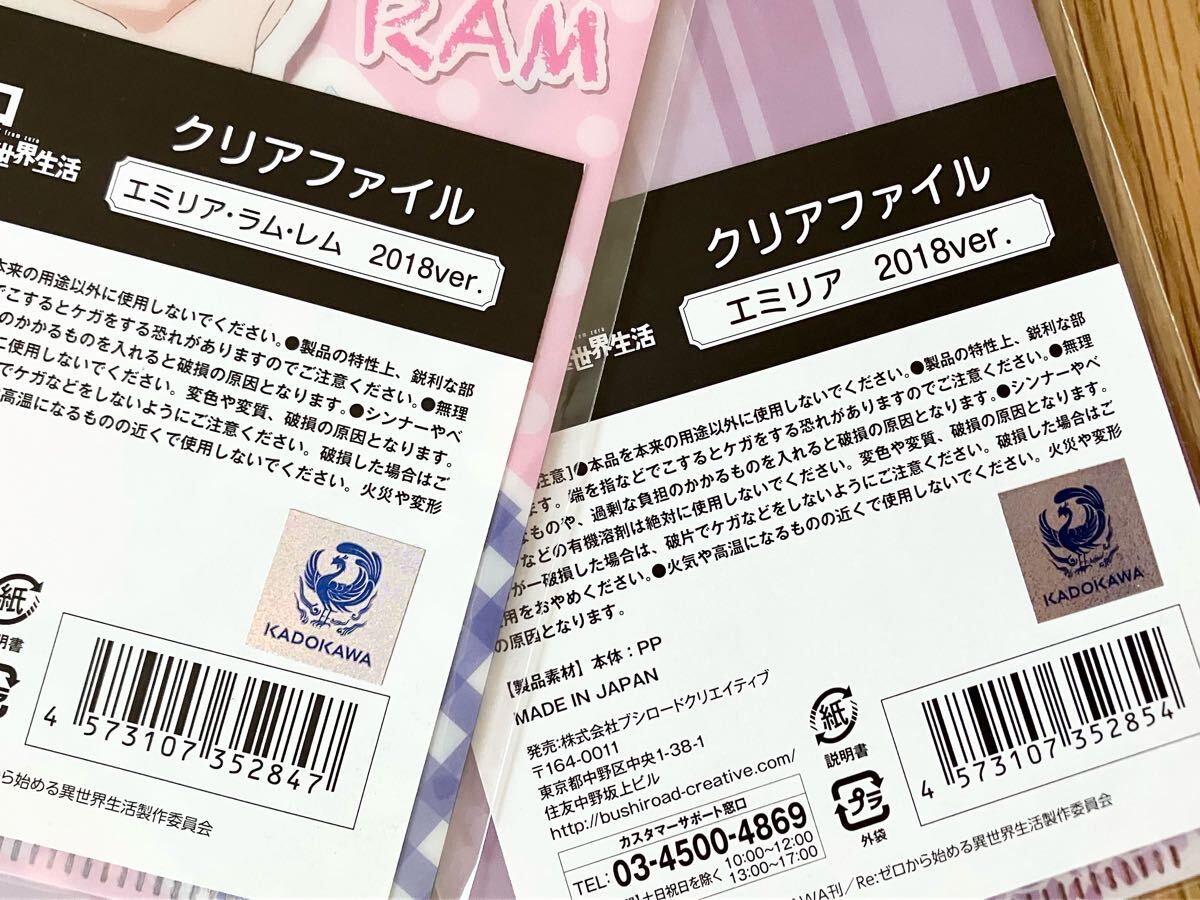 RAM
世界生活
クリアファイル
エミリア・ラム・レム 2018ver.
本来の用途以外に使用しないでください。●製品の特性上、鋭利な部
でこするとケガをする恐れがありますのでご注意ください。●無理
のかかるものを入れると破損の原因となります。●シンナーやベ
に使用しないでください。変色や変質、破損の原因となります。
でケガなどをしないようにご注意ください。破損した場合はご
や高温になるものの近くで使用しないでください。火災や変形
KADOKAWA
紙
明書
4 573107 352847
から始める異世界生活製作委員会
クリアファイル
エミリア 2018ver.
世界生活
注意]●本品を本来の用途以外に使用しないでください。●製品の特性上、鋭利な部
ます。端を指などでこするとケガをする恐れがありますのでご注意ください。●無理
なものや、過剰な負担のかかるものを入れると破損の原因となります。●シンナーやベ
などの有機溶剤は絶対に使用しないでください。変色や変質、破損の原因となります。
が一破損した場合は、破片でケガなどをしないようにご注意ください。破損した場合はご
用をおやめください。●火気や高温になるものの近くで使用しないでください。火災や変形
の原因となります。
KADOKAWA
【製品素材】本体：PP
MADE IN JAPAN
発売：株式会社ブシロードクリエイティブ
〒164-0011
東京都中野区中央1-38-1
住友中野坂上ビル
http://bushiroad-creative.com/
カスタマーサポート窓口
TEL：03-4500-4869
土日祝日を除く 10:00〜12:00
13:00〜17:00
紙
説明書
プラ
外袋
4 573107 352854
KAWA刊／Re:ゼロから始める異世界生活製作委員会